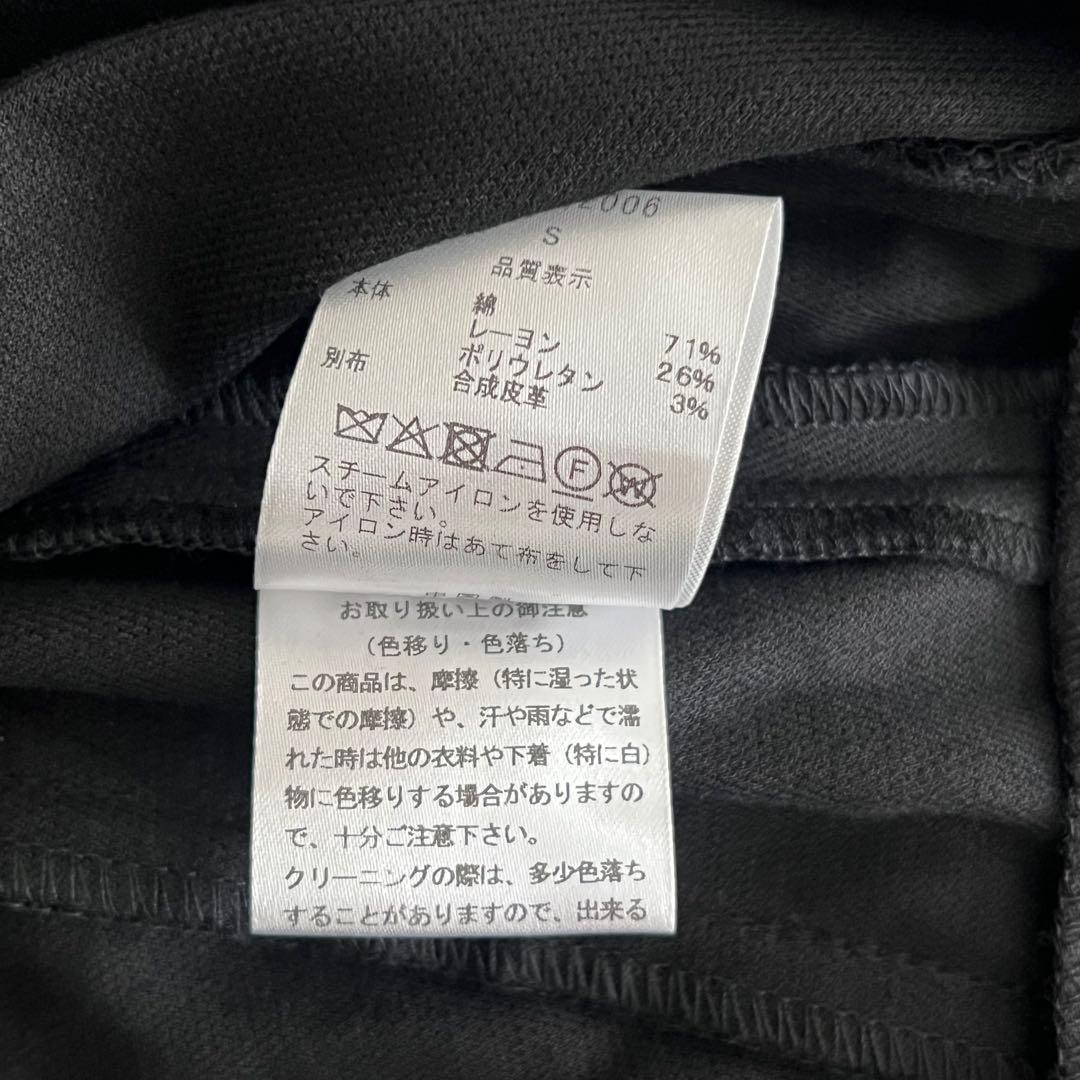 2006
S
品質表示
本体 綿 71%
レーヨン 26%
ポリウレタン 3%
別布 合成皮革
F
W
スチームアイロンを使用しな
いで下さい。
アイロン時はあて布をして下
さい。
お取り扱い上の御注意
(色移り・色落ち)
この商品は、摩擦(特に湿った状
態での摩擦)や、汗や雨などで濡
れた時は他の衣料や下着(特に白)
物に色移りする場合がありますの
で、十分ご注意下さい。
クリーニングの際は、多少色落ち
することがありますので、出来る